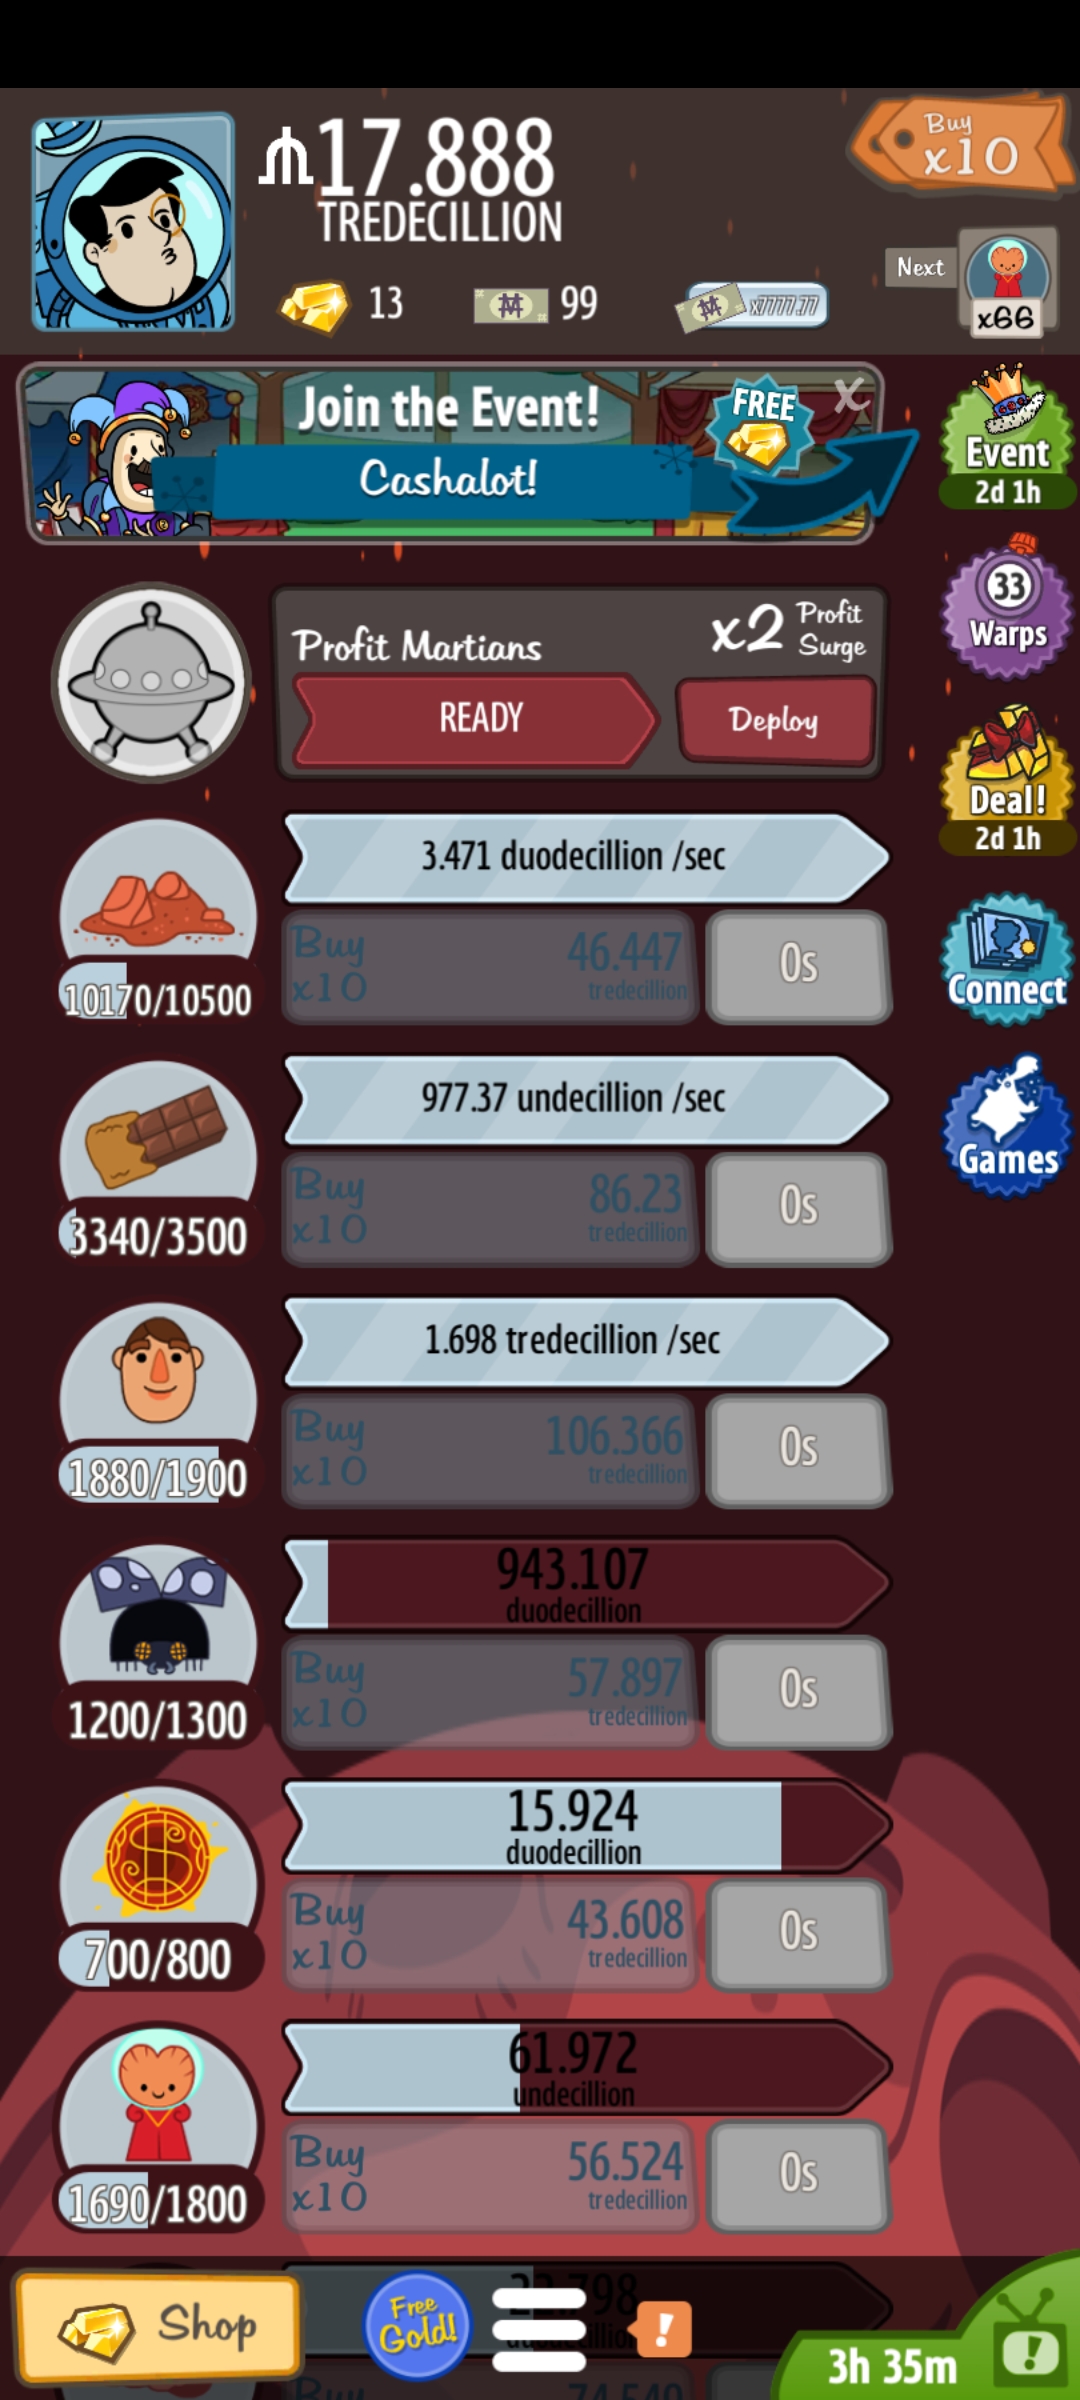 17.888
TREDECILLION
Buy
x10
13
99
x7777.77
Next
x66
Join the Event!
Cashalot!
FREE
X
Event
2d 1h
33
Warps
Profit Martians
x2 Profit
Surge
READY
Deploy
Deal!
2d 1h
3.471 duodecillion /sec
Buy
x10
46.447
tredecillion
0s
10170/10500
Connect
977.37 undecillion /sec
Buy
x10
86.23
tredecillion
0s
3340/3500
Games
1.698 tredecillion /sec
Buy
x10
106.366
tredecillion
0s
1880/1900
943.107
duodecillion
Buy
x10
57.897
tredecillion
0s
1200/1300
15.924
duodecillion
Buy
x10
43.608
tredecillion
0s
700/800
61.972
undecillion
Buy
x10
56.524
tredecillion
0s
1690/1800
Shop
Free
Gold!
!
3h 35m
!
Buy